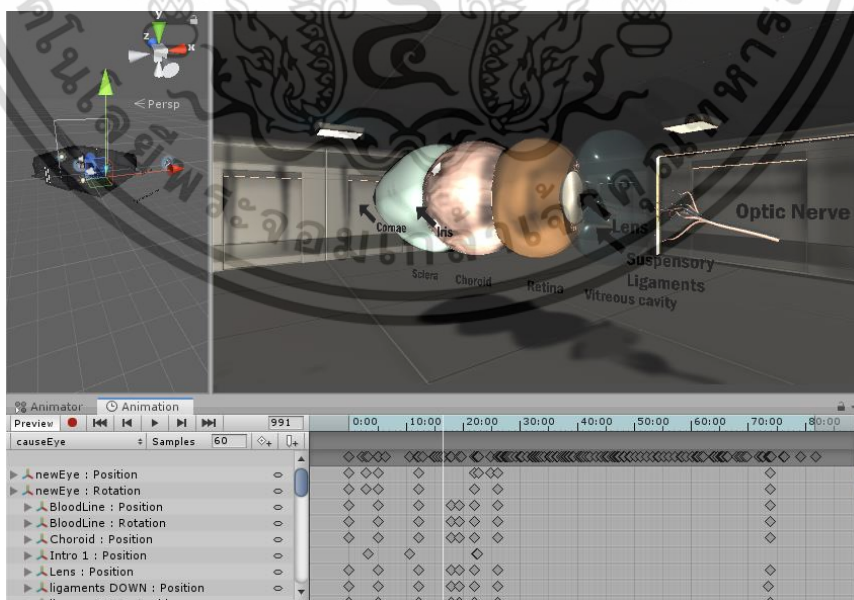 y
z
x
Persp
Cornae
Iris
Lens
Optic Nerve
Sclera
Choroid
Retina
Suspensory
Ligaments
Vitreous cavity
Animator
Animation
Preview
991
0:00
10:00
20:00
30:00
40:00
50:00
60:00
70:00
80:00
causeEye
Samples
60
newEye : Position
newEye : Rotation
BloodLine : Position
BloodLine : Rotation
Choroid : Position
Intro 1 : Position
Lens : Position
ligaments DOWN : Position